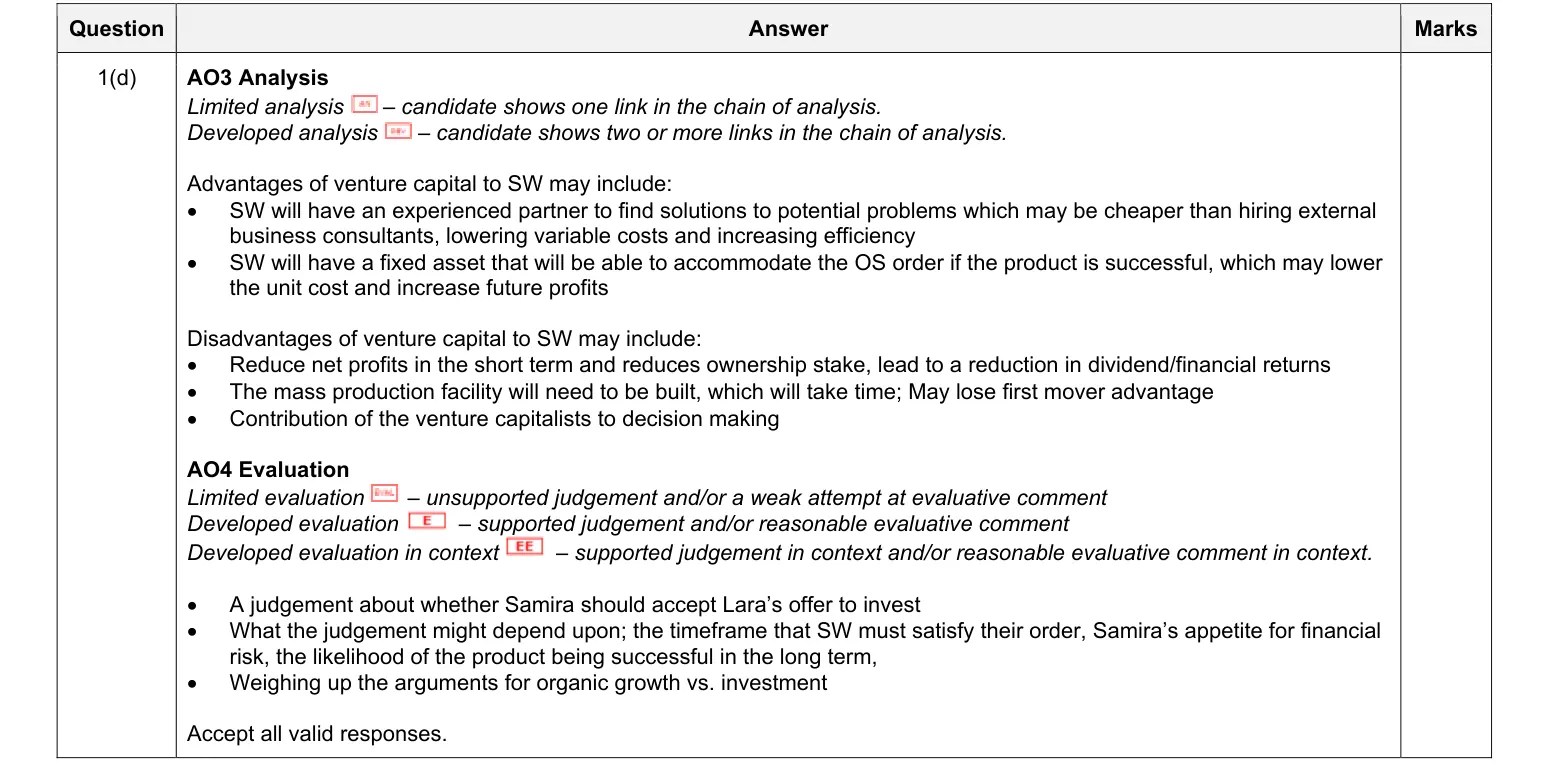 Question Answer Marks
1(d) AO3 Analysis
Limited analysis – candidate shows one link in the chain of analysis.
Developed analysis – candidate shows two or more links in the chain of analysis.
Advantages of venture capital to SW may include:
• SW will have an experienced partner to find solutions to potential problems which may be cheaper than hiring external
business consultants, lowering variable costs and increasing efficiency
• SW will have a fixed asset that will be able to accommodate the OS order if the product is successful, which may lower
the unit cost and increase future profits
Disadvantages of venture capital to SW may include:
• Reduce net profits in the short term and reduces ownership stake, lead to a reduction in dividend/financial returns
• The mass production facility will need to be built, which will take time; May lose first mover advantage
• Contribution of the venture capitalists to decision making
AO4 Evaluation
Limited evaluation EVAL – unsupported judgement and/or a weak attempt at evaluative comment
Developed evaluation E – supported judgement and/or reasonable evaluative comment
Developed evaluation in context EE – supported judgement in context and/or reasonable evaluative comment in context.
• A judgement about whether Samira should accept Lara’s offer to invest
• What the judgement might depend upon; the timeframe that SW must satisfy their order, Samira’s appetite for financial
risk, the likelihood of the product being successful in the long term,
• Weighing up the arguments for organic growth vs. investment
Accept all valid responses.